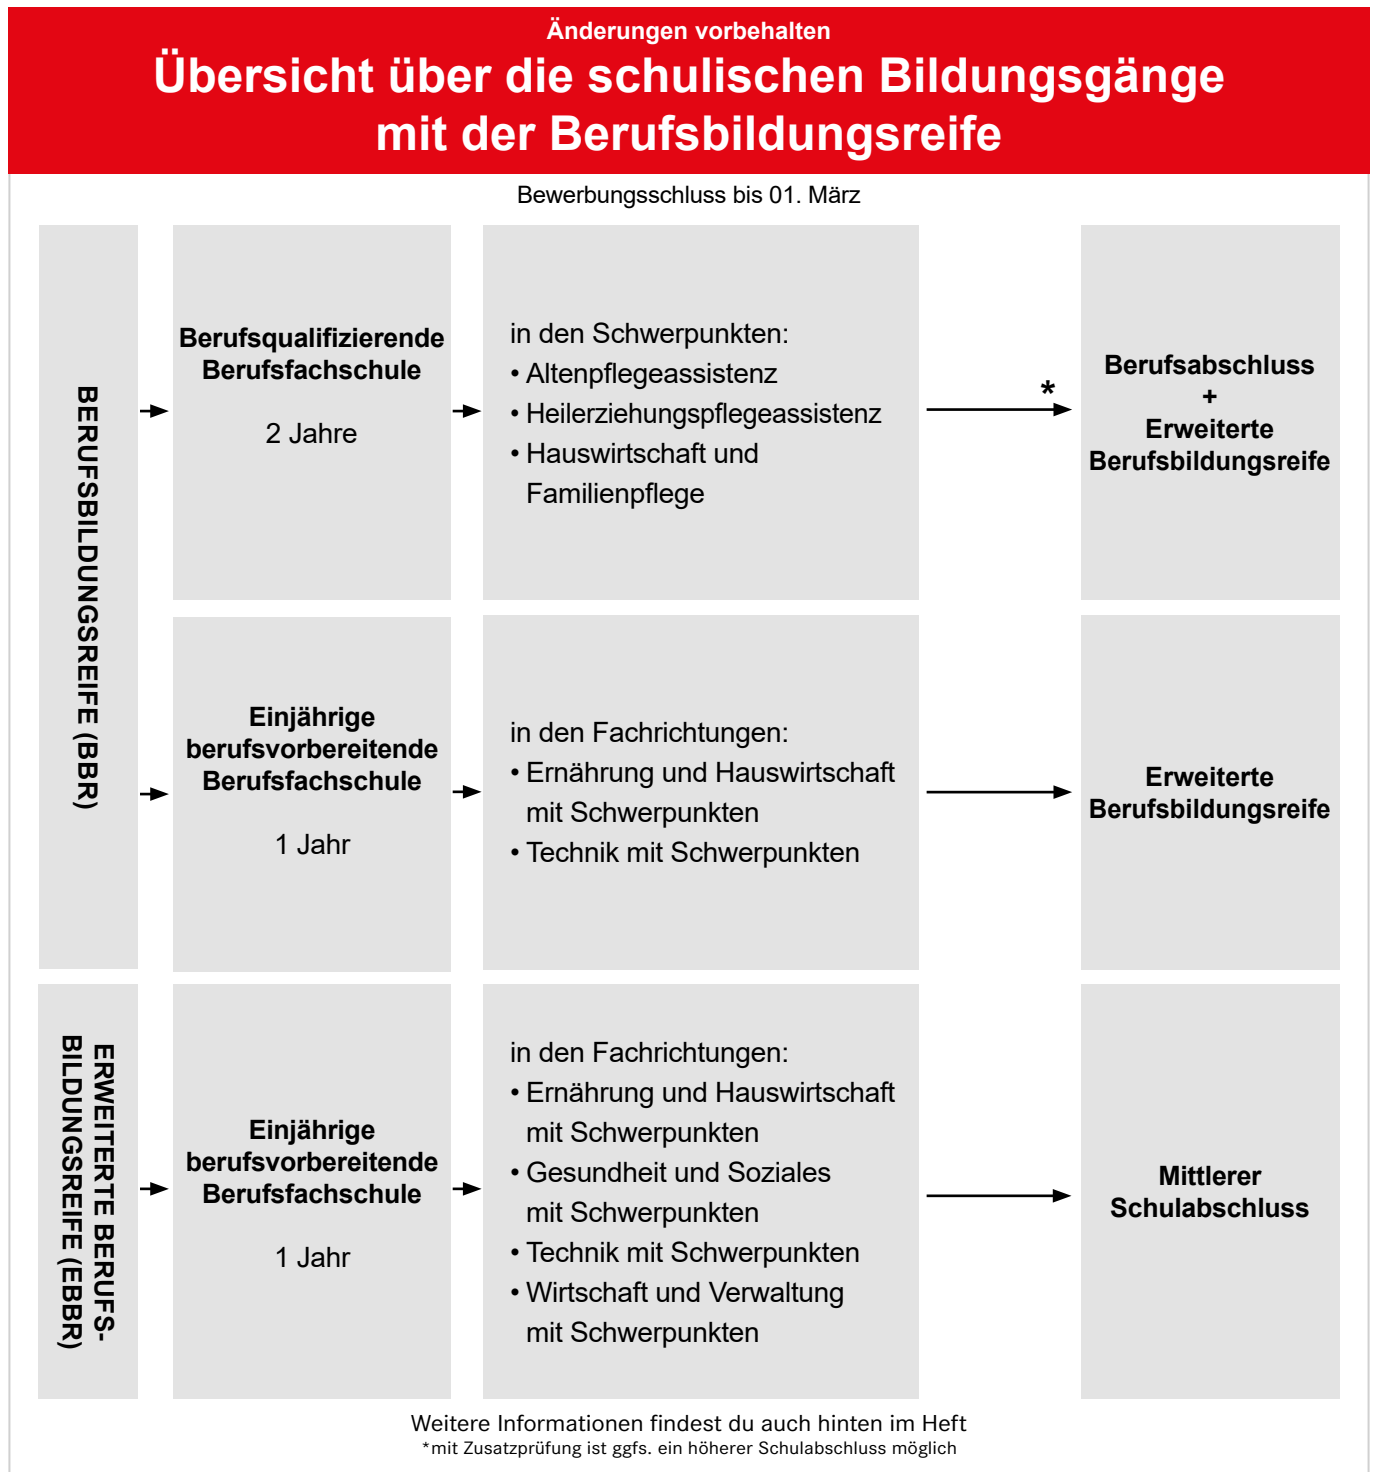 Änderungen vorbehalten
Übersicht über die schulischen Bildungsgänge
mit der Berufsbildungsreife
Bewerbungsschluss bis 01. März
BERUFSBILDUNGSREIFE (BBR)
Berufsqualifizierende
Berufsfachschule
2 Jahre
in den Schwerpunkten:
• Altenpflegeassistenz
• Heilerziehungspflegeassistenz
• Hauswirtschaft und
Familienpflege
*
Berufsabschluss
+
Erweiterte
Berufsbildungsreife
Einjährige
berufsvorbereitende
Berufsfachschule
1 Jahr
in den Fachrichtungen:
• Ernährung und Hauswirtschaft
mit Schwerpunkten
• Technik mit Schwerpunkten
Erweiterte
Berufsbildungsreife
ERWEITERTE BERUFS-
BILDUNGSREIFE (EBBR)
Einjährige
berufsvorbereitende
Berufsfachschule
1 Jahr
in den Fachrichtungen:
• Ernährung und Hauswirtschaft
mit Schwerpunkten
• Gesundheit und Soziales
mit Schwerpunkten
• Technik mit Schwerpunkten
• Wirtschaft und Verwaltung
mit Schwerpunkten
Mittlerer
Schulabschluss
Weitere Informationen findest du auch hinten im Heft
*mit Zusatzprüfung ist ggfs. ein höherer Schulabschluss möglich